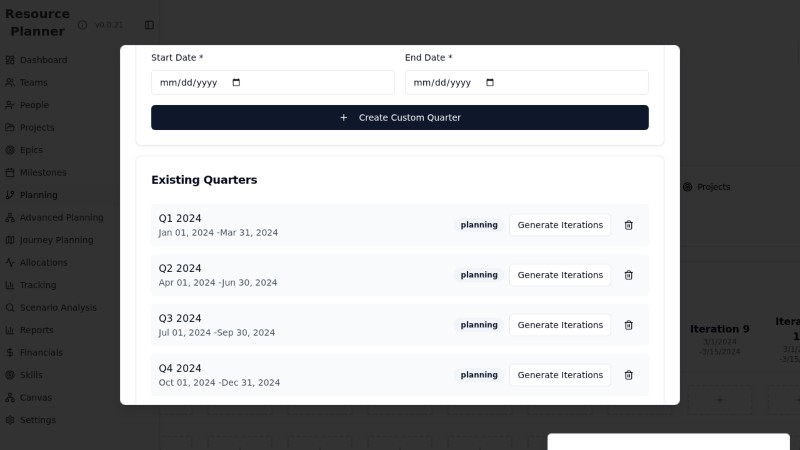 Resource
Planner
v0.0.21
Dashboard
Teams
People
Projects
Epics
Milestones
Planning
Advanced Planning
Journey Planning
Allocations
Tracking
Scenario Analysis
Reports
Financials
Skills
Canvas
Settings
Start Date *
End Date *
mm/dd/yyyy
mm/dd/yyyy
+ Create Custom Quarter
Existing Quarters
Q1 2024
Jan 01, 2024 -Mar 31, 2024
planning
Generate Iterations
Q2 2024
Apr 01, 2024 -Jun 30, 2024
planning
Generate Iterations
Q3 2024
Jul 01, 2024 -Sep 30, 2024
planning
Generate Iterations
Q4 2024
Oct 01, 2024 -Dec 31, 2024
planning
Generate Iterations
Projects
Iteration 9
3/1/2024
-3/15/2024